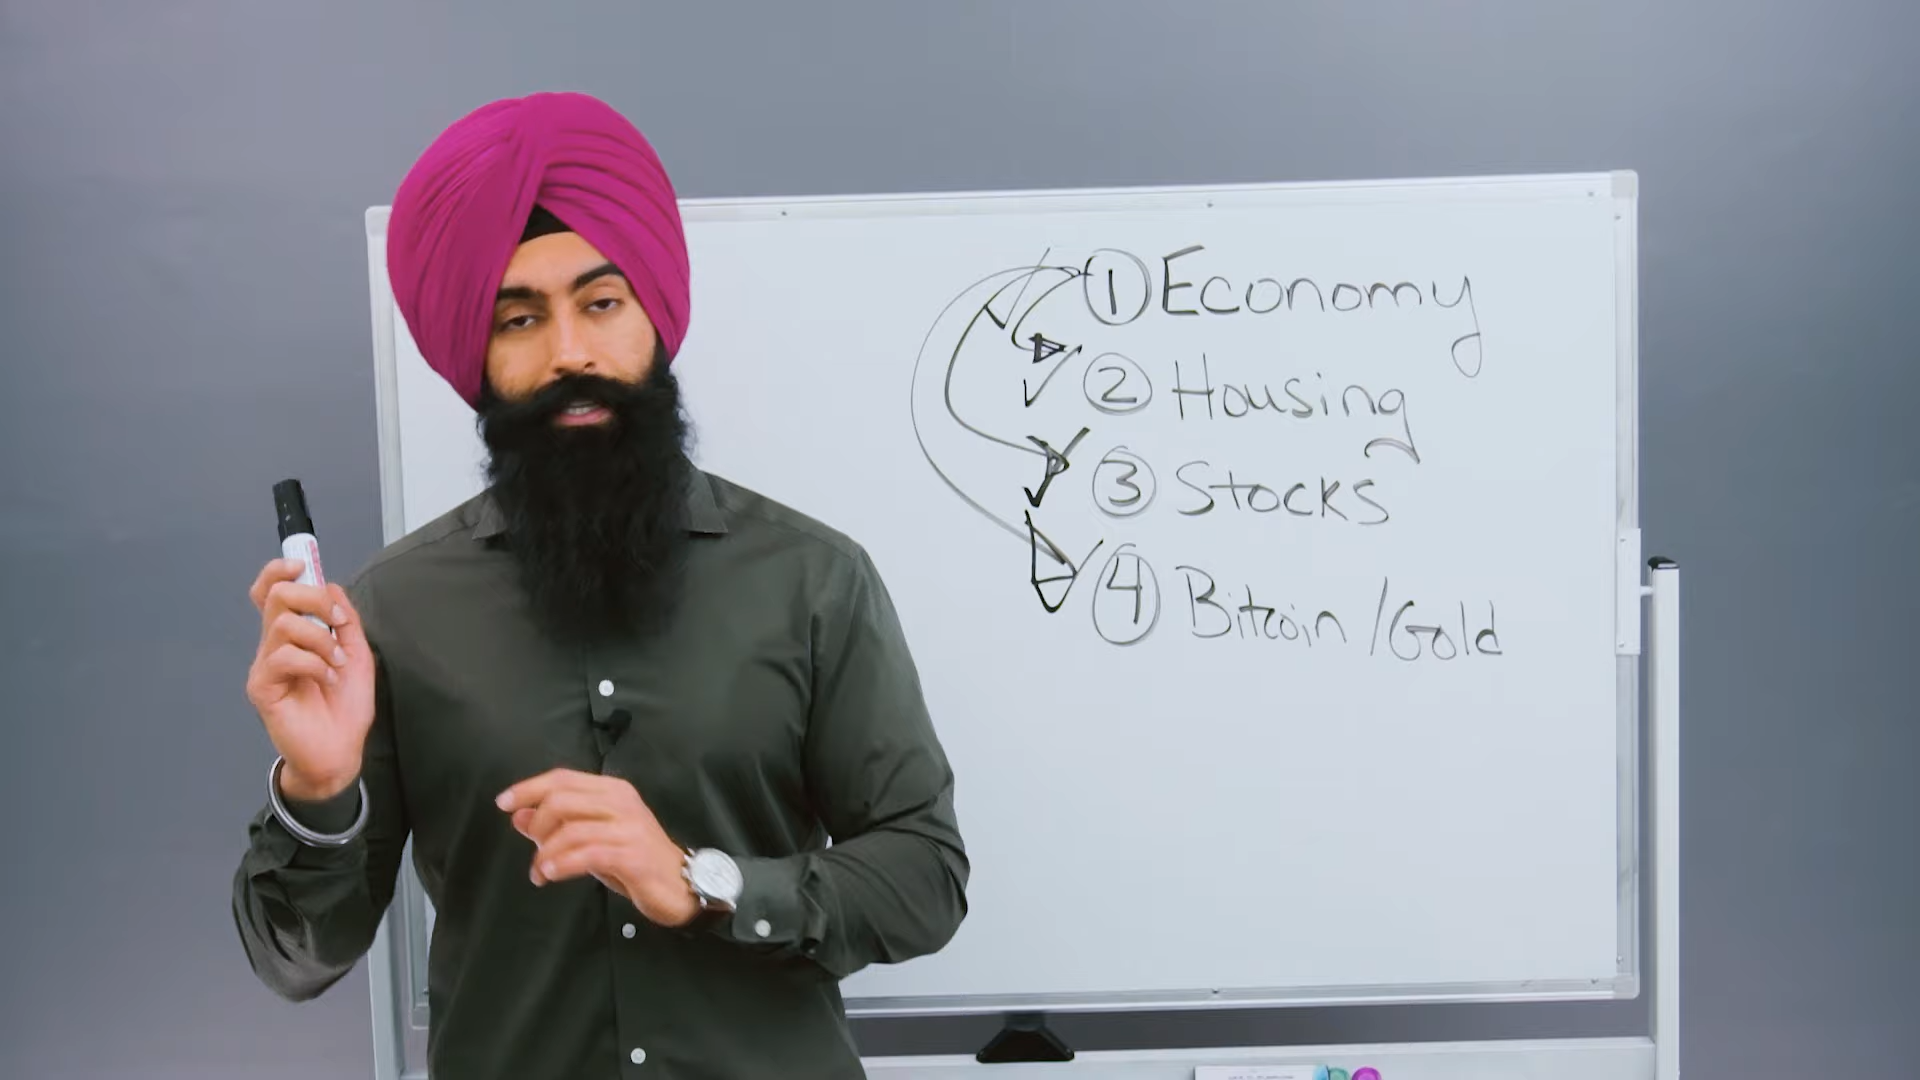 ① Economy
② Housing
③ Stocks
④ Bitcoin / Gold